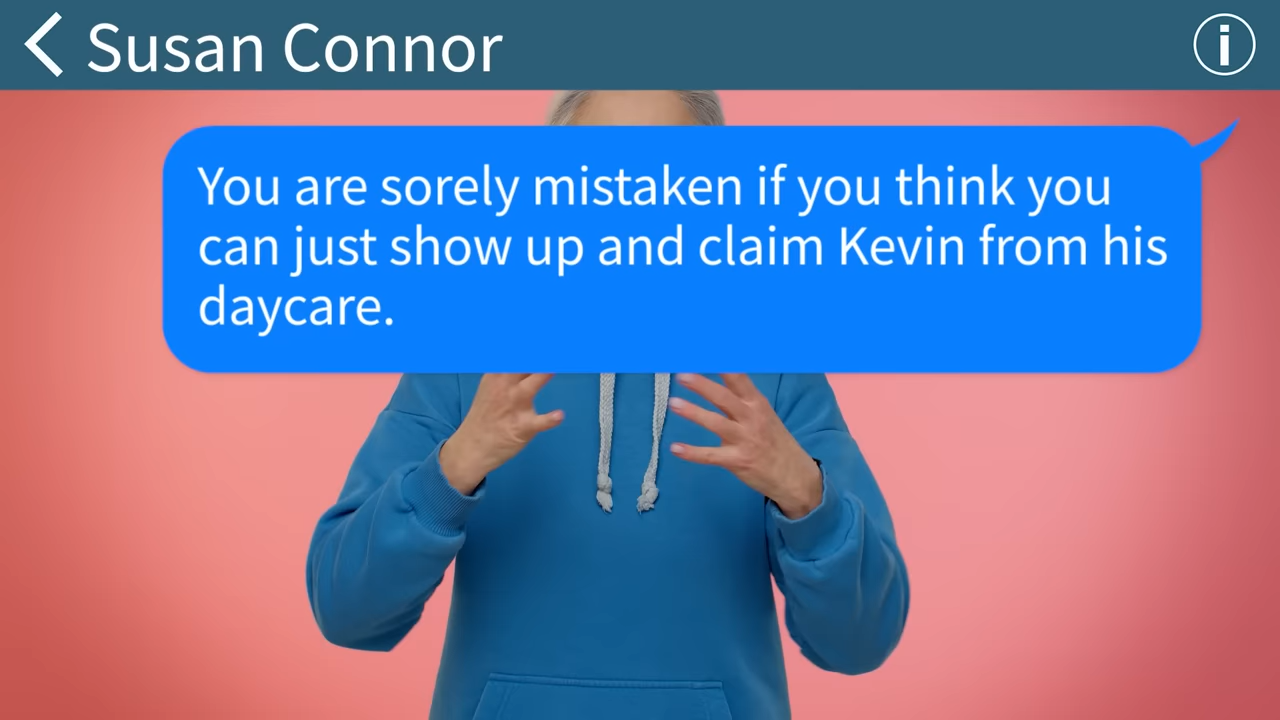 Susan Connor
You are sorely mistaken if you think you
can just show up and claim Kevin from his
daycare.